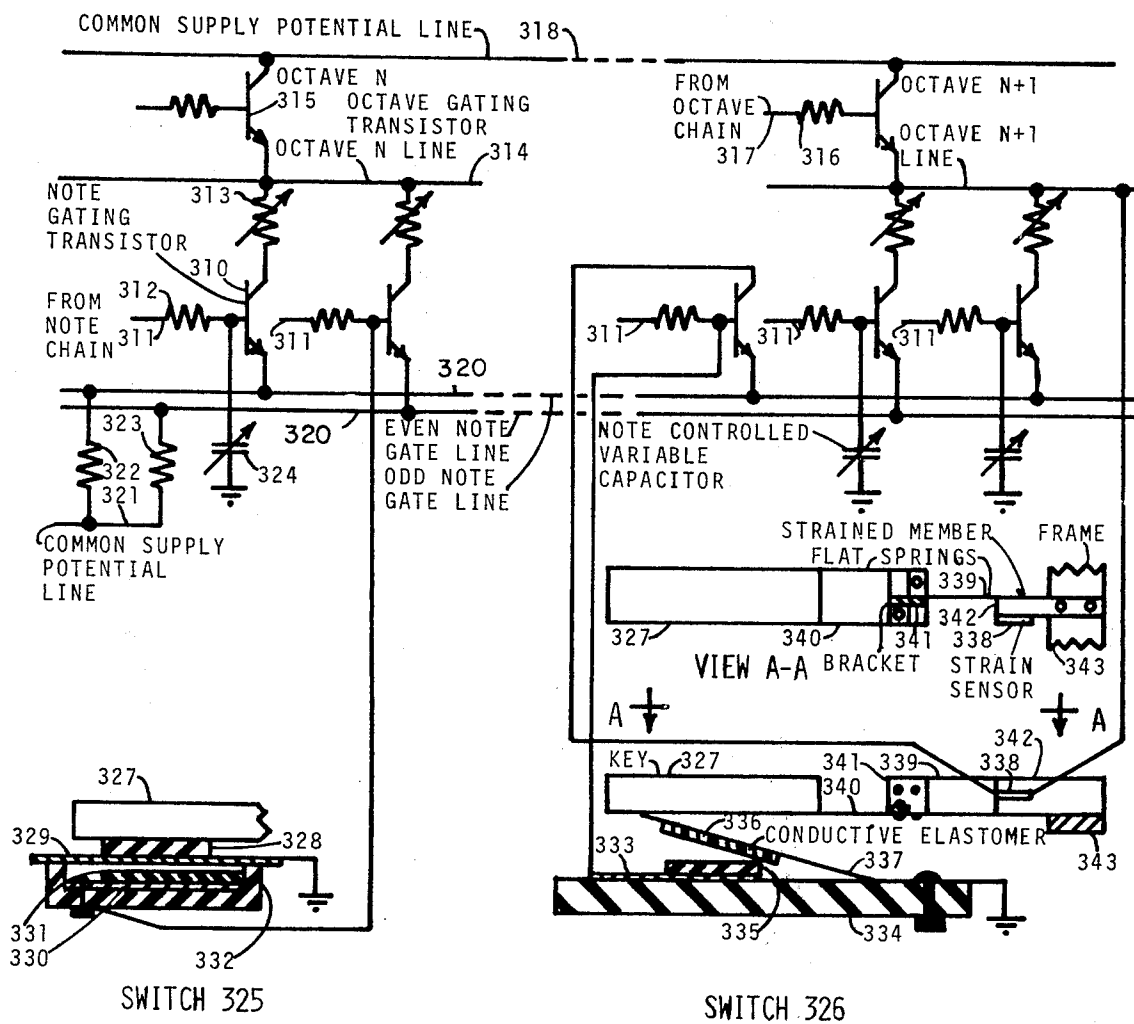 COMMON SUPPLY POTENTIAL LINE 318
OCTAVE N
315 OCTAVE GATING
TRANSISTOR
OCTAVE N LINE 314
FROM
OCTAVE
CHAIN
317 316
OCTAVE N+1
OCTAVE N+1
LINE
NOTE
GATING
TRANSISTOR
313
310
312
FROM
NOTE
CHAIN
311
311
311
311
311
320
320
323
322
321
324
EVEN NOTE
GATE LINE
ODD NOTE
GATE LINE
NOTE CONTROLLED
VARIABLE
CAPACITOR
COMMON SUPPLY
POTENTIAL
LINE
STRAINED MEMBER
FLAT SPRINGS
FRAME
339
342
327
340
341
338
343
VIEW A-A
BRACKET
STRAIN
SENSOR
A
A
KEY 327
341
339
340
342
338
336
CONDUCTIVE ELASTOMER
343
333
337
335
334
327
329
328
331
330
332
SWITCH 325
SWITCH 326